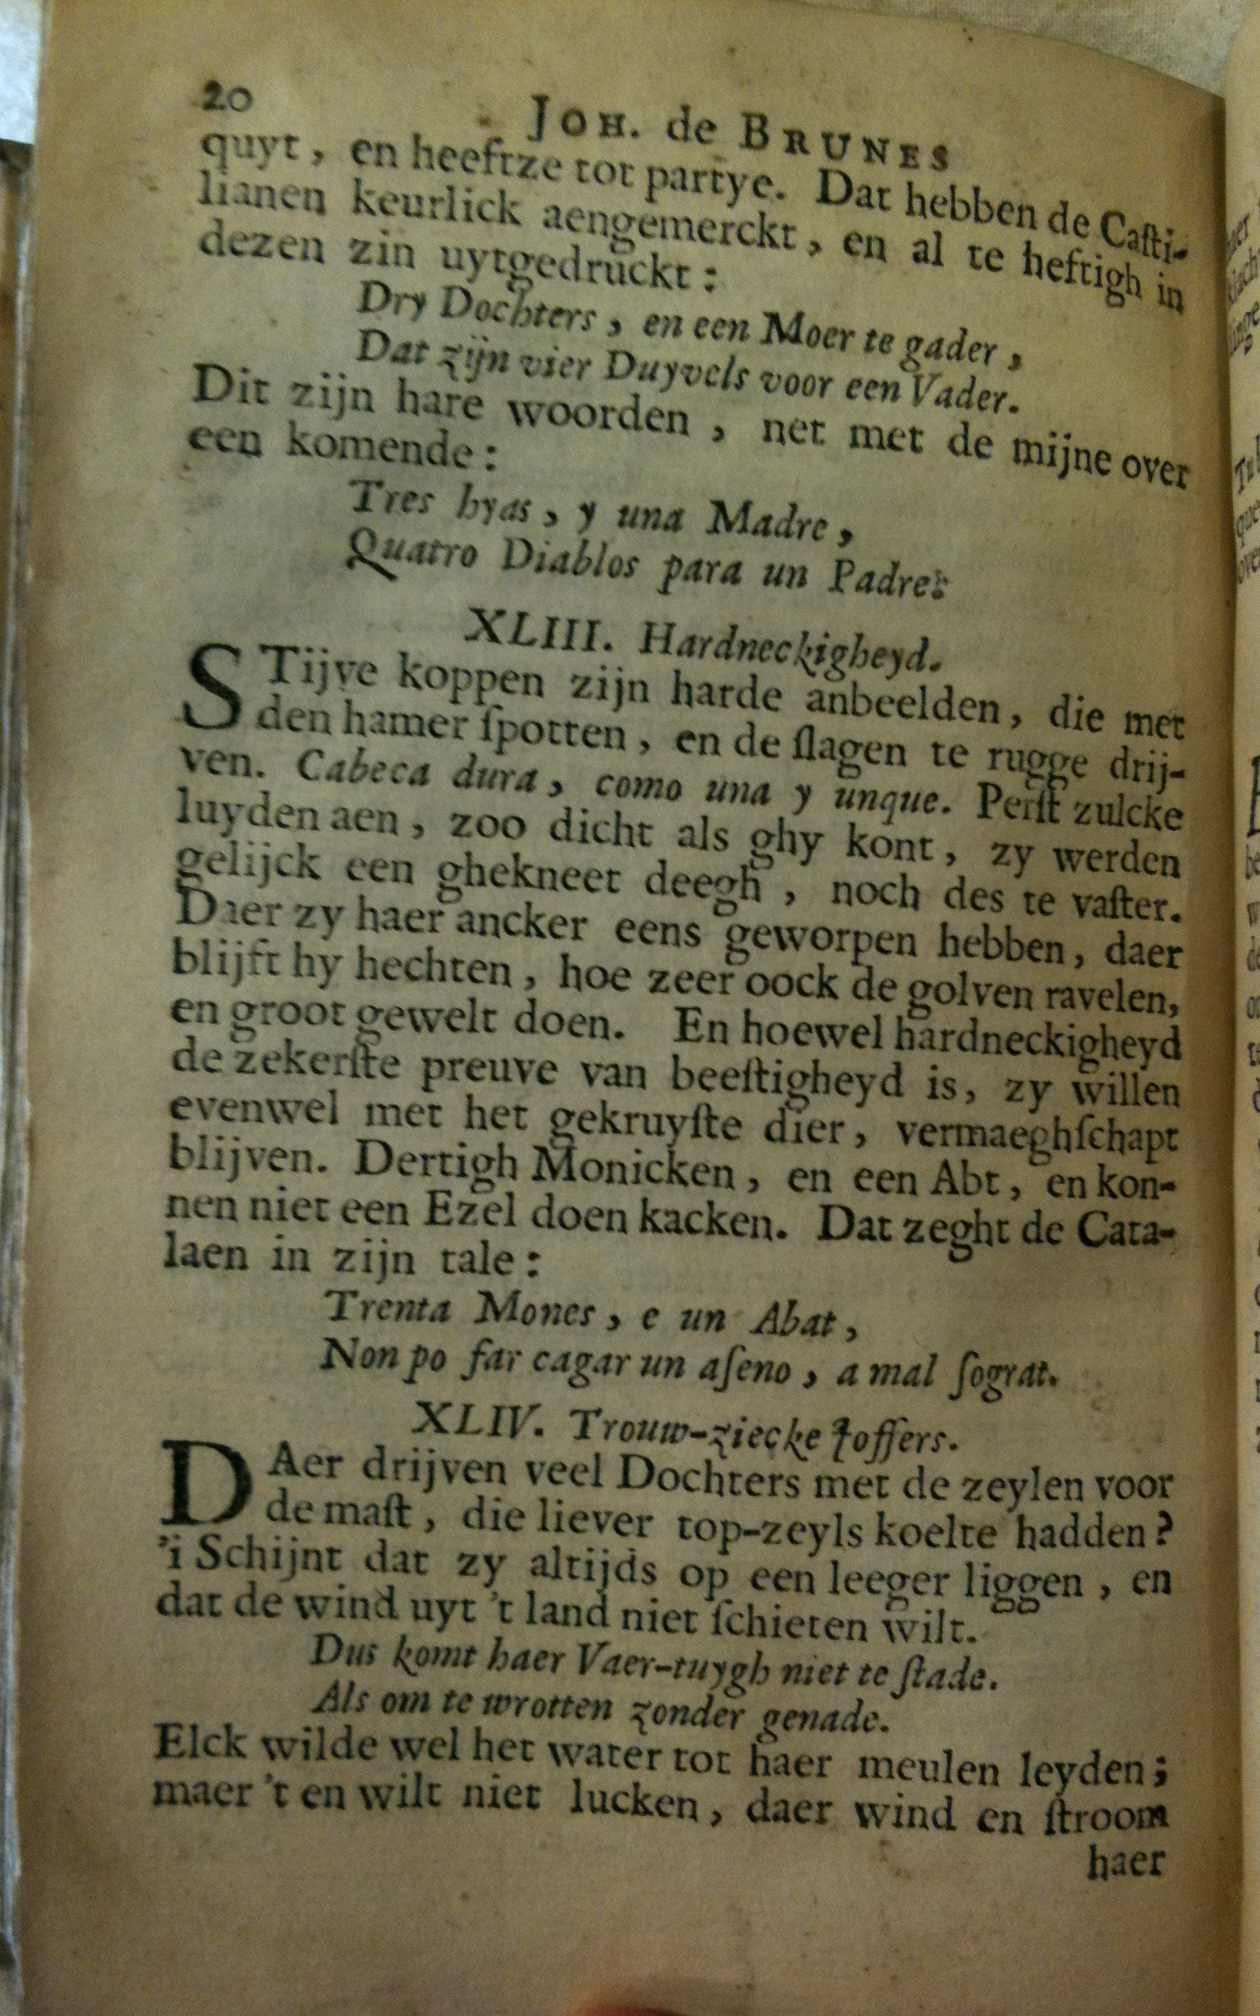 20 JOH. de BRUNES
quyt, en heeftze tot partye. Dat hebben de Caſti-
lianen keurlick aengemerckt, en al te heftigh in
dezen zin uytgedruckt:
Dry Dochters, en een Moer te gader,
Dat zijn vier Duyvels voor een Vader.
Dit zijn hare woorden, net met de mijne over
een komende:
Tres hyas, y una Madre,
Quatro Diablos para un Padre:
XLIII. Hardneckigheyd.
STijve koppen zijn harde anbeelden, die met
den hamer ſpotten, en de ſlagen te rugge drij-
ven. Cabeca dura, como una y unque. Perſt zulcke
luyden aen, zoo dicht als ghy kont, zy werden
gelijck een ghekneet deegh, noch des te vaſter.
Daer zy haer ancker eens geworpen hebben, daer
blijft hy hechten, hoe zeer oock de golven ravelen,
en groot gewelt doen. En hoewel hardneckigheyd
de zekerſte preuve van beeſtigheyd is, zy willen
evenwel met het gekruyſte dier, vermaeghſchapt
blijven. Dertigh Monicken, en een Abt, en kon-
nen niet een Ezel doen kacken. Dat zeght de Cata-
laen in zijn tale:
Trenta Mones, e un Abat,
Non po far cagar un aſeno, a mal ſograt.
XLIV. Trouw-ziecke Joffers.
DAer drijven veel Dochters met de zeylen voor
de maſt, die liever top-zeyls koelte hadden?
'i Schijnt dat zy altijds op een leeger liggen, en
dat de wind uyt 't land niet ſchieten wilt.
Dus komt haer Vaer-tuygh niet te ſtade.
Als om te wrotten zonder genade.
Elck wilde wel het water tot haer meulen leyden;
maer 't en wilt niet lucken, daer wind en ſtroom
haer